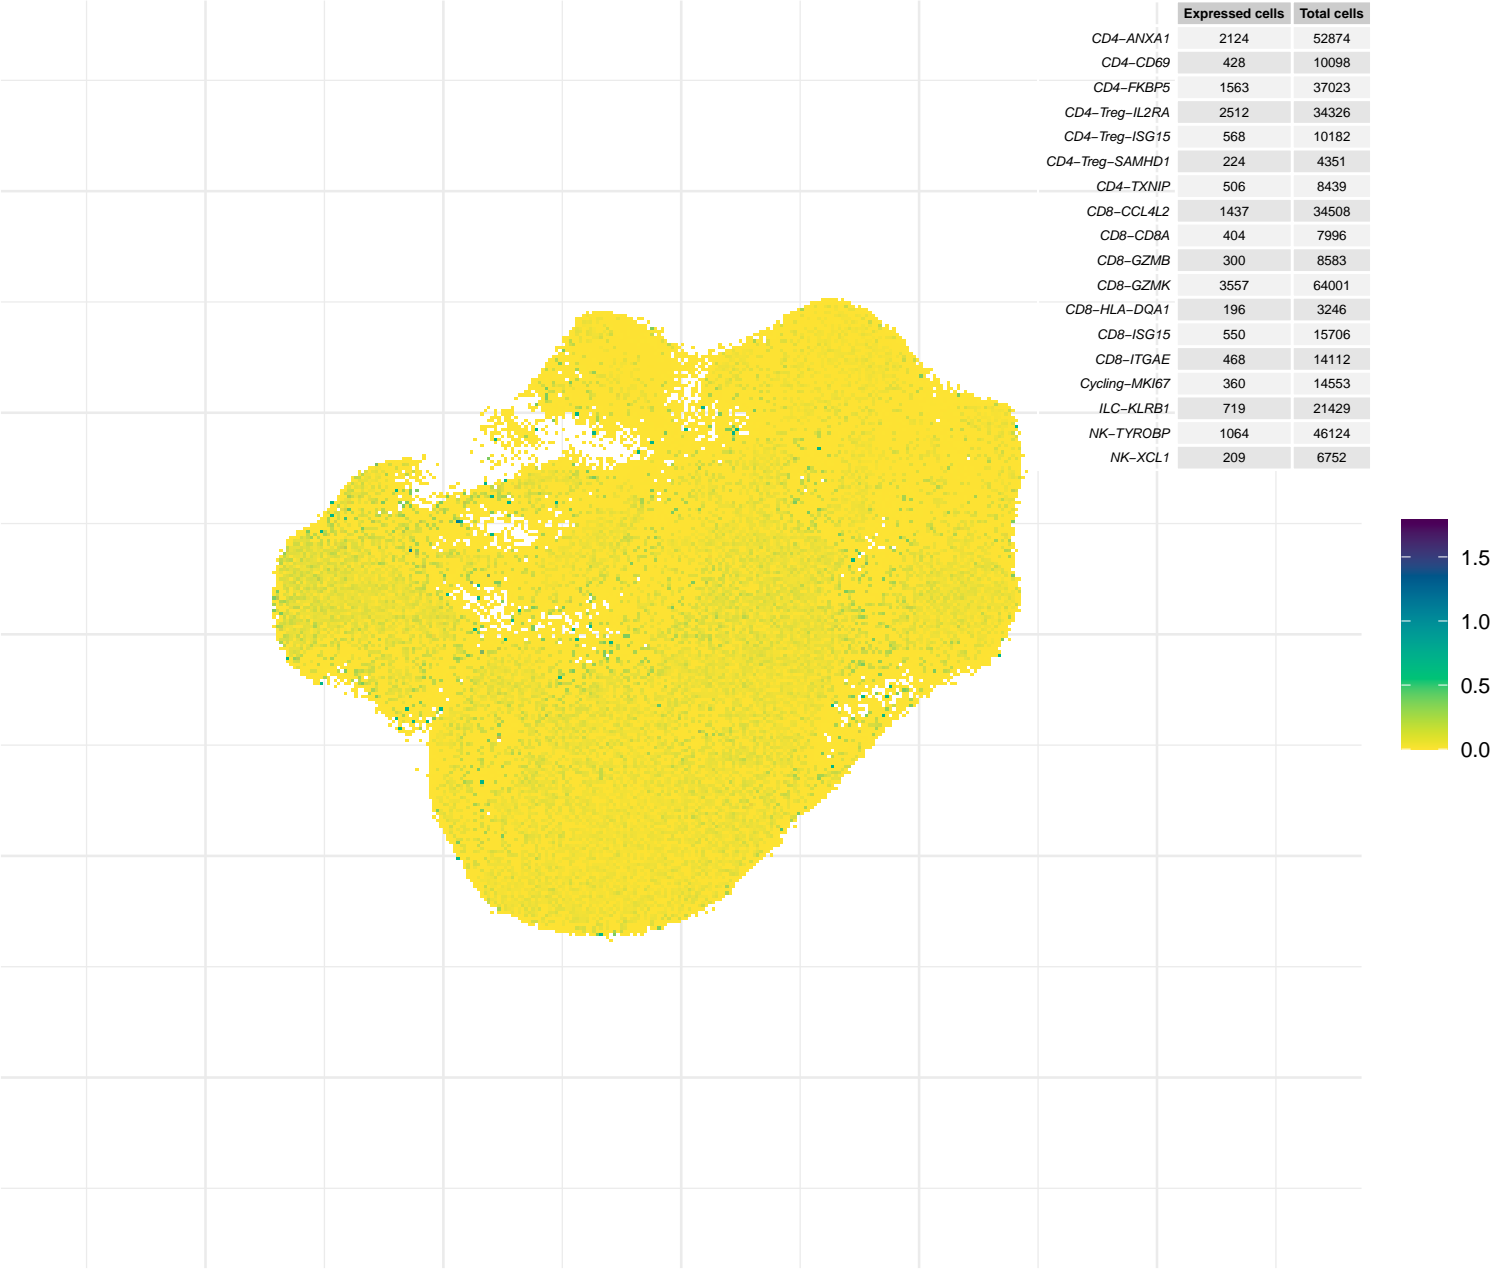 Expressed cells Total cells
CD4−ANXA1 2124 52874
CD4−CD69 428 10098
CD4−FKBP5 1563 37023
CD4−Treg−IL2RA 2512 34326
CD4−Treg−ISG15 568 10182
CD4−Treg−SAMHD1 224 4351
CD4−TXNIP 506 8439
CD8−CCL4L2 1437 34508
CD8−CD8A 404 7996
CD8−GZMB 300 8583
CD8−GZMK 3557 64001
CD8−HLA−DQA1 196 3246
CD8−ISG15 550 15706
CD8−ITGAE 468 14112
Cycling−MKI67 360 14553
ILC−KLRB1 719 21429
NK−TYROBP 1064 46124
NK−XCL1 209 6752
1.5
1.0
0.5
0.0